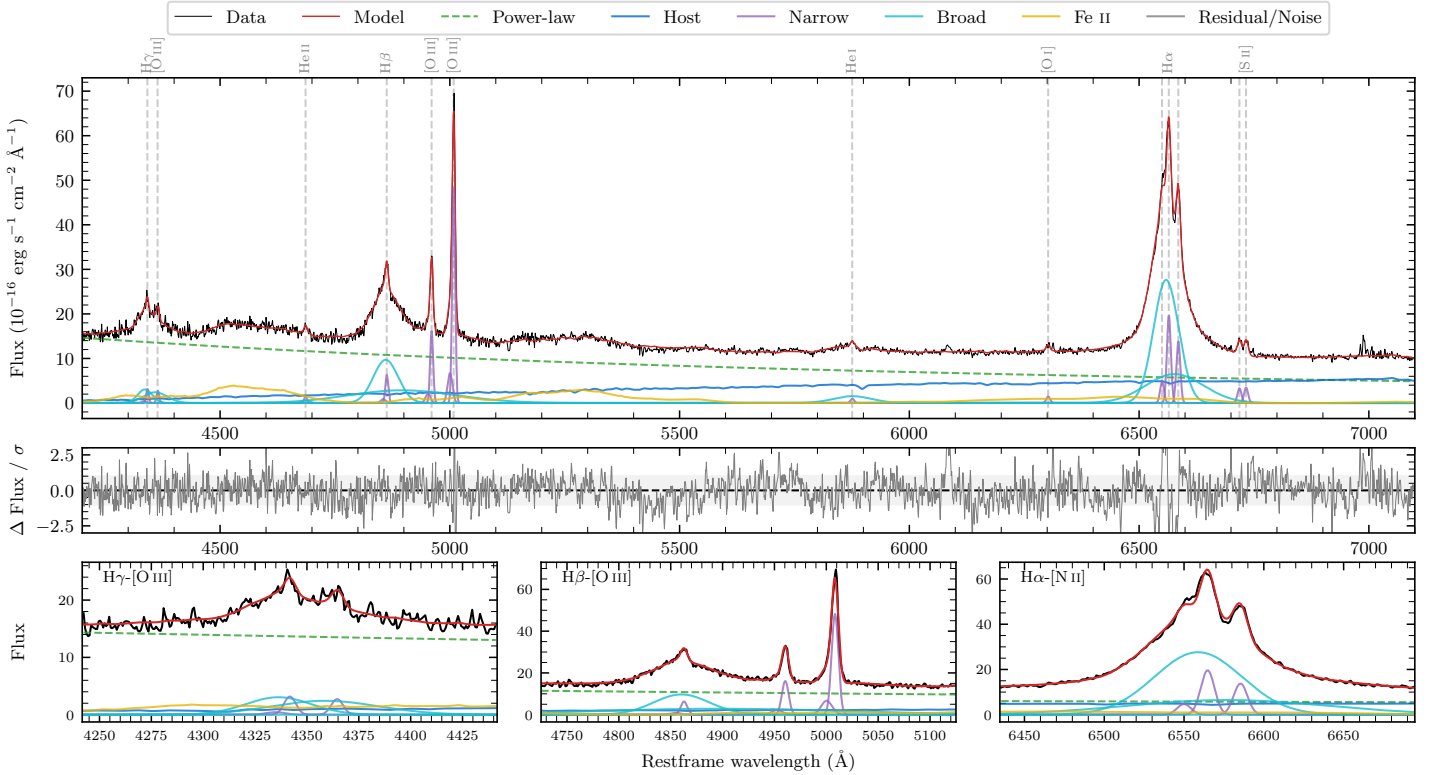 Data Model Power-law Host Narrow Broad Fe II Residual/Noise
Hγ [O III] He II Hβ [O III] [O III] He I [O I] Hα [S II]
Flux (10⁻¹⁶ erg s⁻¹ cm⁻² Å⁻¹)
70
60
50
40
30
20
10
0
4500 5000 5500 6000 6500 7000
Δ Flux / σ
2.5
0.0
−2.5
4500 5000 5500 6000 6500 7000
Flux
Hγ-[O III]
20
10
0
4250 4275 4300 4325 4350 4375 4400 4425
Hβ-[O III]
60
40
20
0
4750 4800 4850 4900 4950 5000 5050 5100
Hα-[N II]
60
40
20
0
6450 6500 6550 6600 6650
Restframe wavelength (Å)